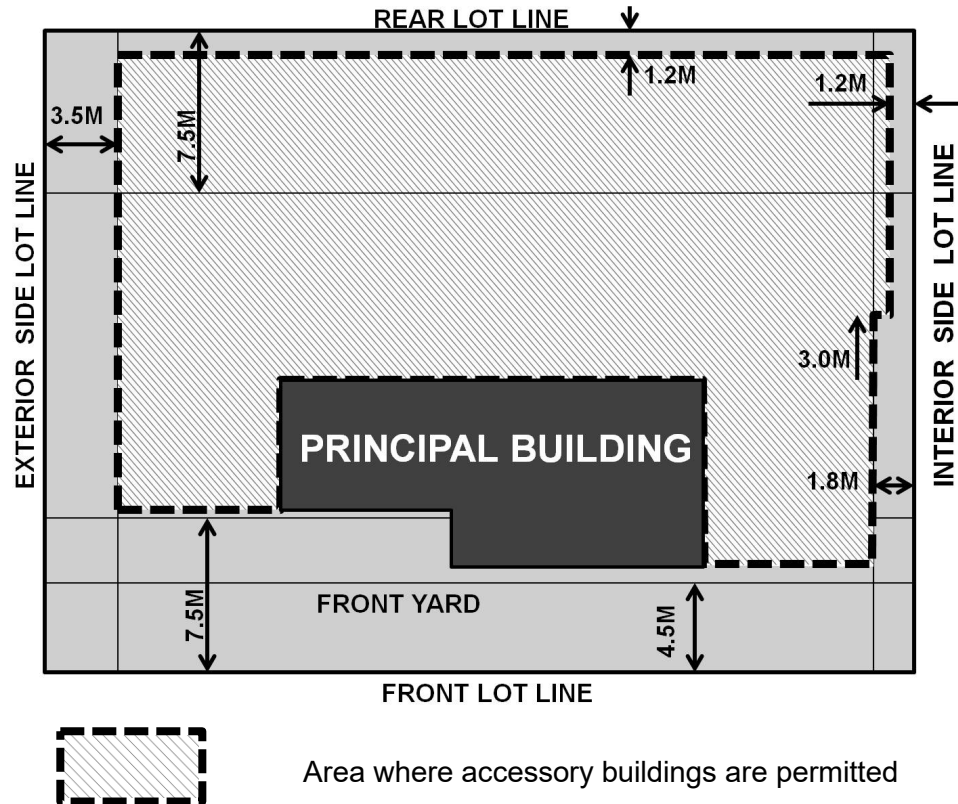 REAR LOT LINE
1.2M
1.2M
3.5M
7.5M
EXTERIOR SIDE LOT LINE
INTERIOR SIDE LOT LINE
3.0M
PRINCIPAL BUILDING
1.8M
7.5M
FRONT YARD
4.5M
FRONT LOT LINE
Area where accessory buildings are permitted